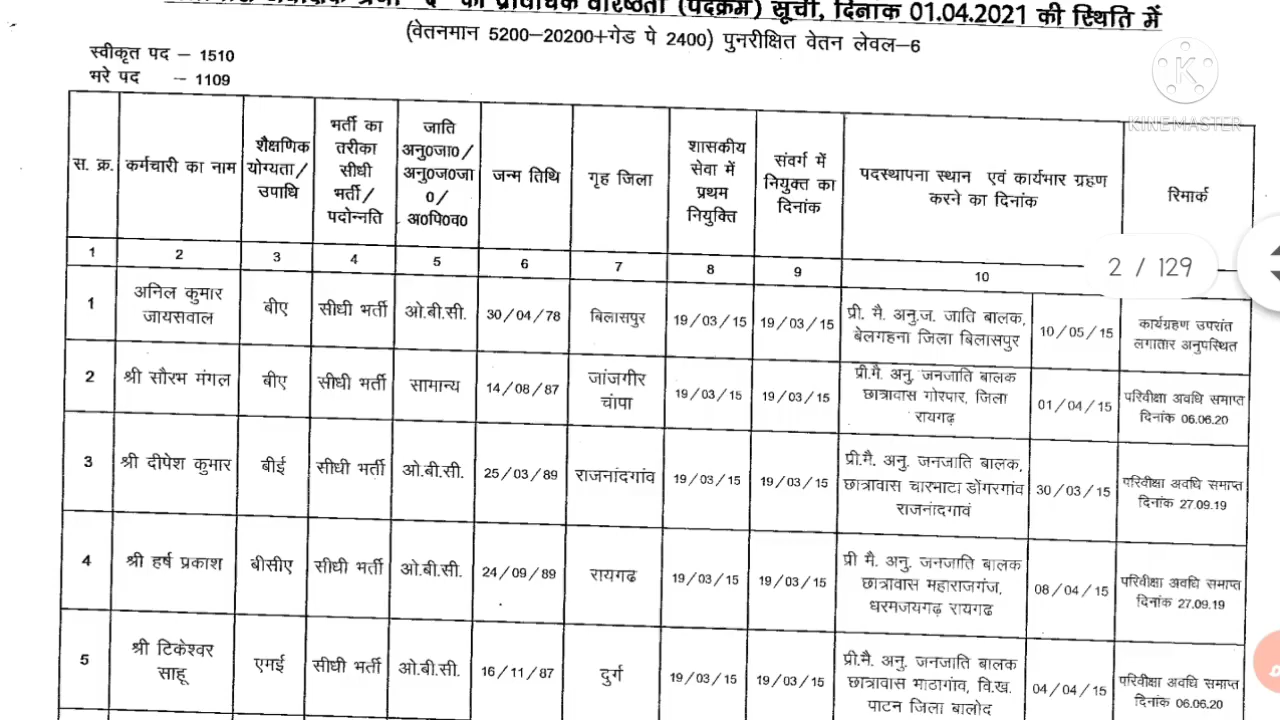 की प्रावधिक वरिष्ठता (पदक्रम) सूची, दिनांक 01.04.2021 की स्थिति में
(वेतनमान 5200–20200+गेड पे 2400) पुनरीक्षित वेतन लेवल–6
स्वीकृत पद – 1510
भरे पद – 1109
KINEMASTER
स. क्र.
कर्मचारी का नाम
शैक्षणिक
योग्यता/
उपाधि
भर्ती का
तरीका
सीधी
भर्ती/
पदोन्नति
जाति
अनु0जा0/
अनु0ज0जा
0/
अ0पि0व0
जन्म तिथि
गृह जिला
शासकीय
सेवा में
प्रथम
नियुक्ति
संवर्ग में
नियुक्त का
दिनांक
पदस्थापना स्थान एवं कार्यभार ग्रहण
करने का दिनांक
रिमार्क
1 2 3 4 5 6 7 8 9 10
2 / 129
1
अनिल कुमार
जायसवाल
बीए
सीधी भर्ती
ओ.बी.सी.
30/04/78
बिलासपुर
19/03/15
19/03/15
प्री. मै. अनु.ज. जाति बालक,
बेलगहना जिला बिलासपुर
10/05/15
कार्यग्रहण उपरांत
लगातार अनुपस्थित
2
श्री सौरभ मंगल
बीए
सीधी भर्ती
सामान्य
14/08/87
जांजगीर
चांपा
19/03/15
19/03/15
प्री.मै. अनु. जनजाति बालक
छात्रावास गोरपार, जिला
रायगढ़
01/04/15
परिवीक्षा अवधि समाप्त
दिनांक 06.06.20
3
श्री दीपेश कुमार
बीई
सीधी भर्ती
ओ.बी.सी.
25/03/89
राजनांदगॉव
19/03/15
19/03/15
प्री.मै. अनु. जनजाति बालक,
छात्रावास चारभाटा डोंगरगांव
राजनांदगावं
30/03/15
परिवीक्षा अवधि समाप्त
दिनांक 27.09.19
4
श्री हर्ष प्रकाश
बीसीए
सीधी भर्ती
ओ.बी.सी.
24/09/89
रायगढ
19/03/15
19/03/15
प्री मै. अनु. जनजाति बालक
छात्रावास महाराजगंज,
धरमजयगढ़ रायगढ
08/04/15
परिवीक्षा अवधि समाप्त
दिनांक 27.09.19
5
श्री टिकेश्वर
साहू
एमई
सीधी भर्ती
ओ.बी.सी.
16/11/87
दुर्ग
19/03/15
19/03/15
प्री.मै. अनु. जनजाति बालक
छात्रावास माठागांव, वि.ख.
पाटन जिला बालोद
04/04/15
परिवीक्षा अवधि समाप्त
दिनांक 06.06.20